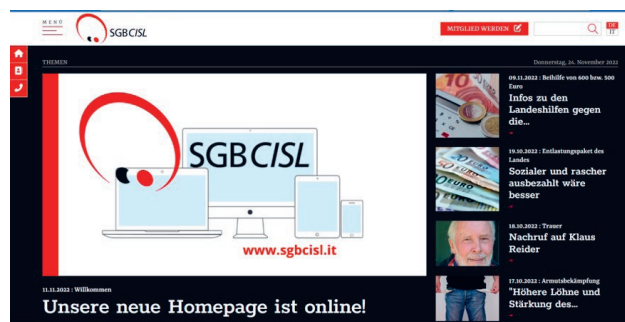 MENÜ
SGBCISL
MITGLIED WERDEN
DE
IT
THEMEN
Donnerstag, 24. November 2022
SGBCISL
www.sgbcisl.it
11.11.2022 : Willkommen
Unsere neue Homepage ist online!
09.11.2022 : Beihilfe von 600 bzw. 500
Euro
Infos zu den
Landeshilfen gegen
die...
19.10.2022 : Entlastungspaket des
Landes
Sozialer und rascher
ausbezahlt wäre
besser
18.10.2022 : Trauer
Nachruf auf Klaus
Reider
17.10.2022 : Armutsbekämpfung
"Höhere Löhne und
Stärkung des...